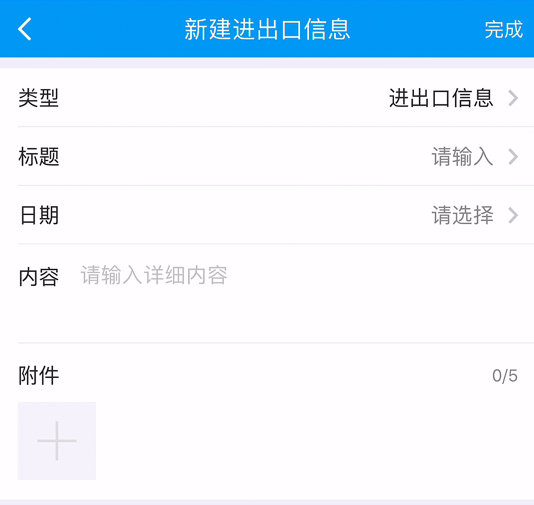 新建进出口信息 完成
类型 进出口信息
标题 请输入
日期 请选择
内容 请输入详细内容
附件 0/5